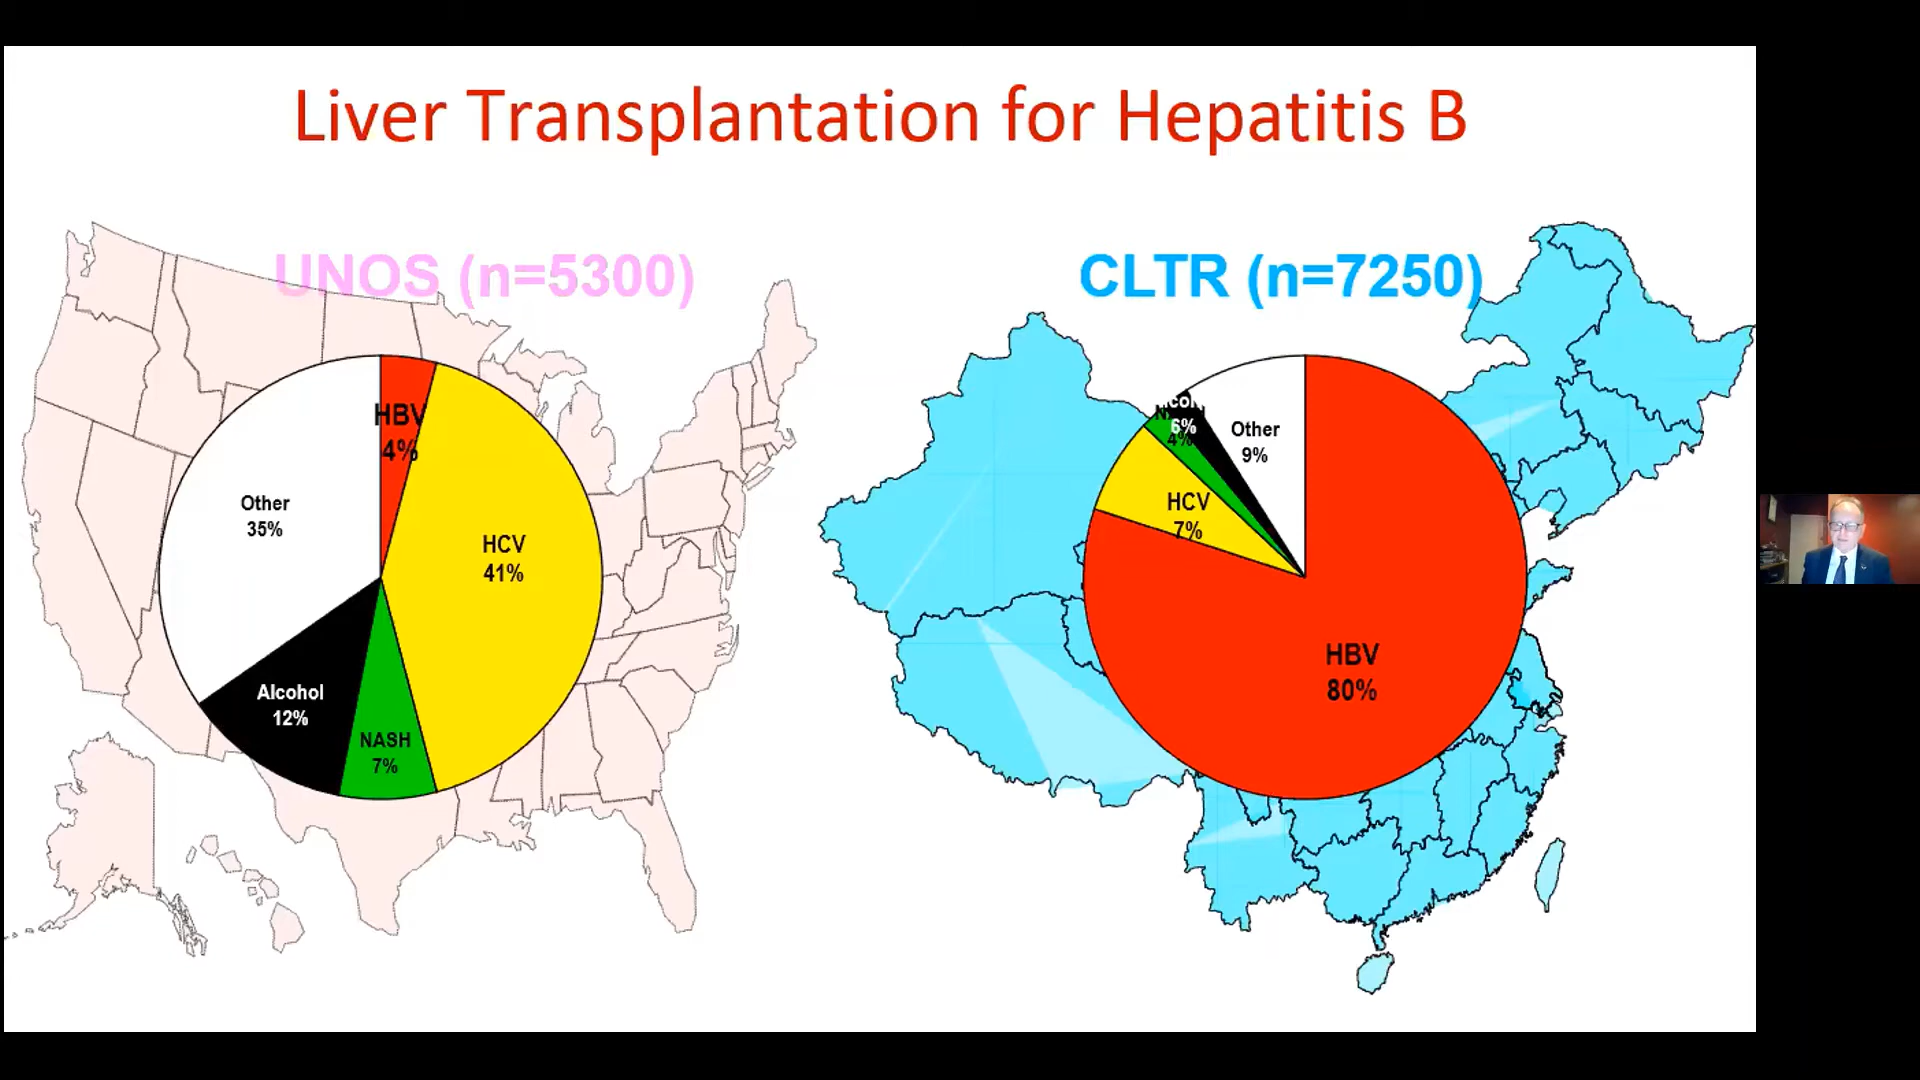 Liver Transplantation for Hepatitis B
UNOS (n=5300)
HBV
4%
HCV
41%
NASH
7%
Alcohol
12%
Other
35%
CLTR (n=7250)
HBV
80%
HCV
7%
4%
6%
Other
9%